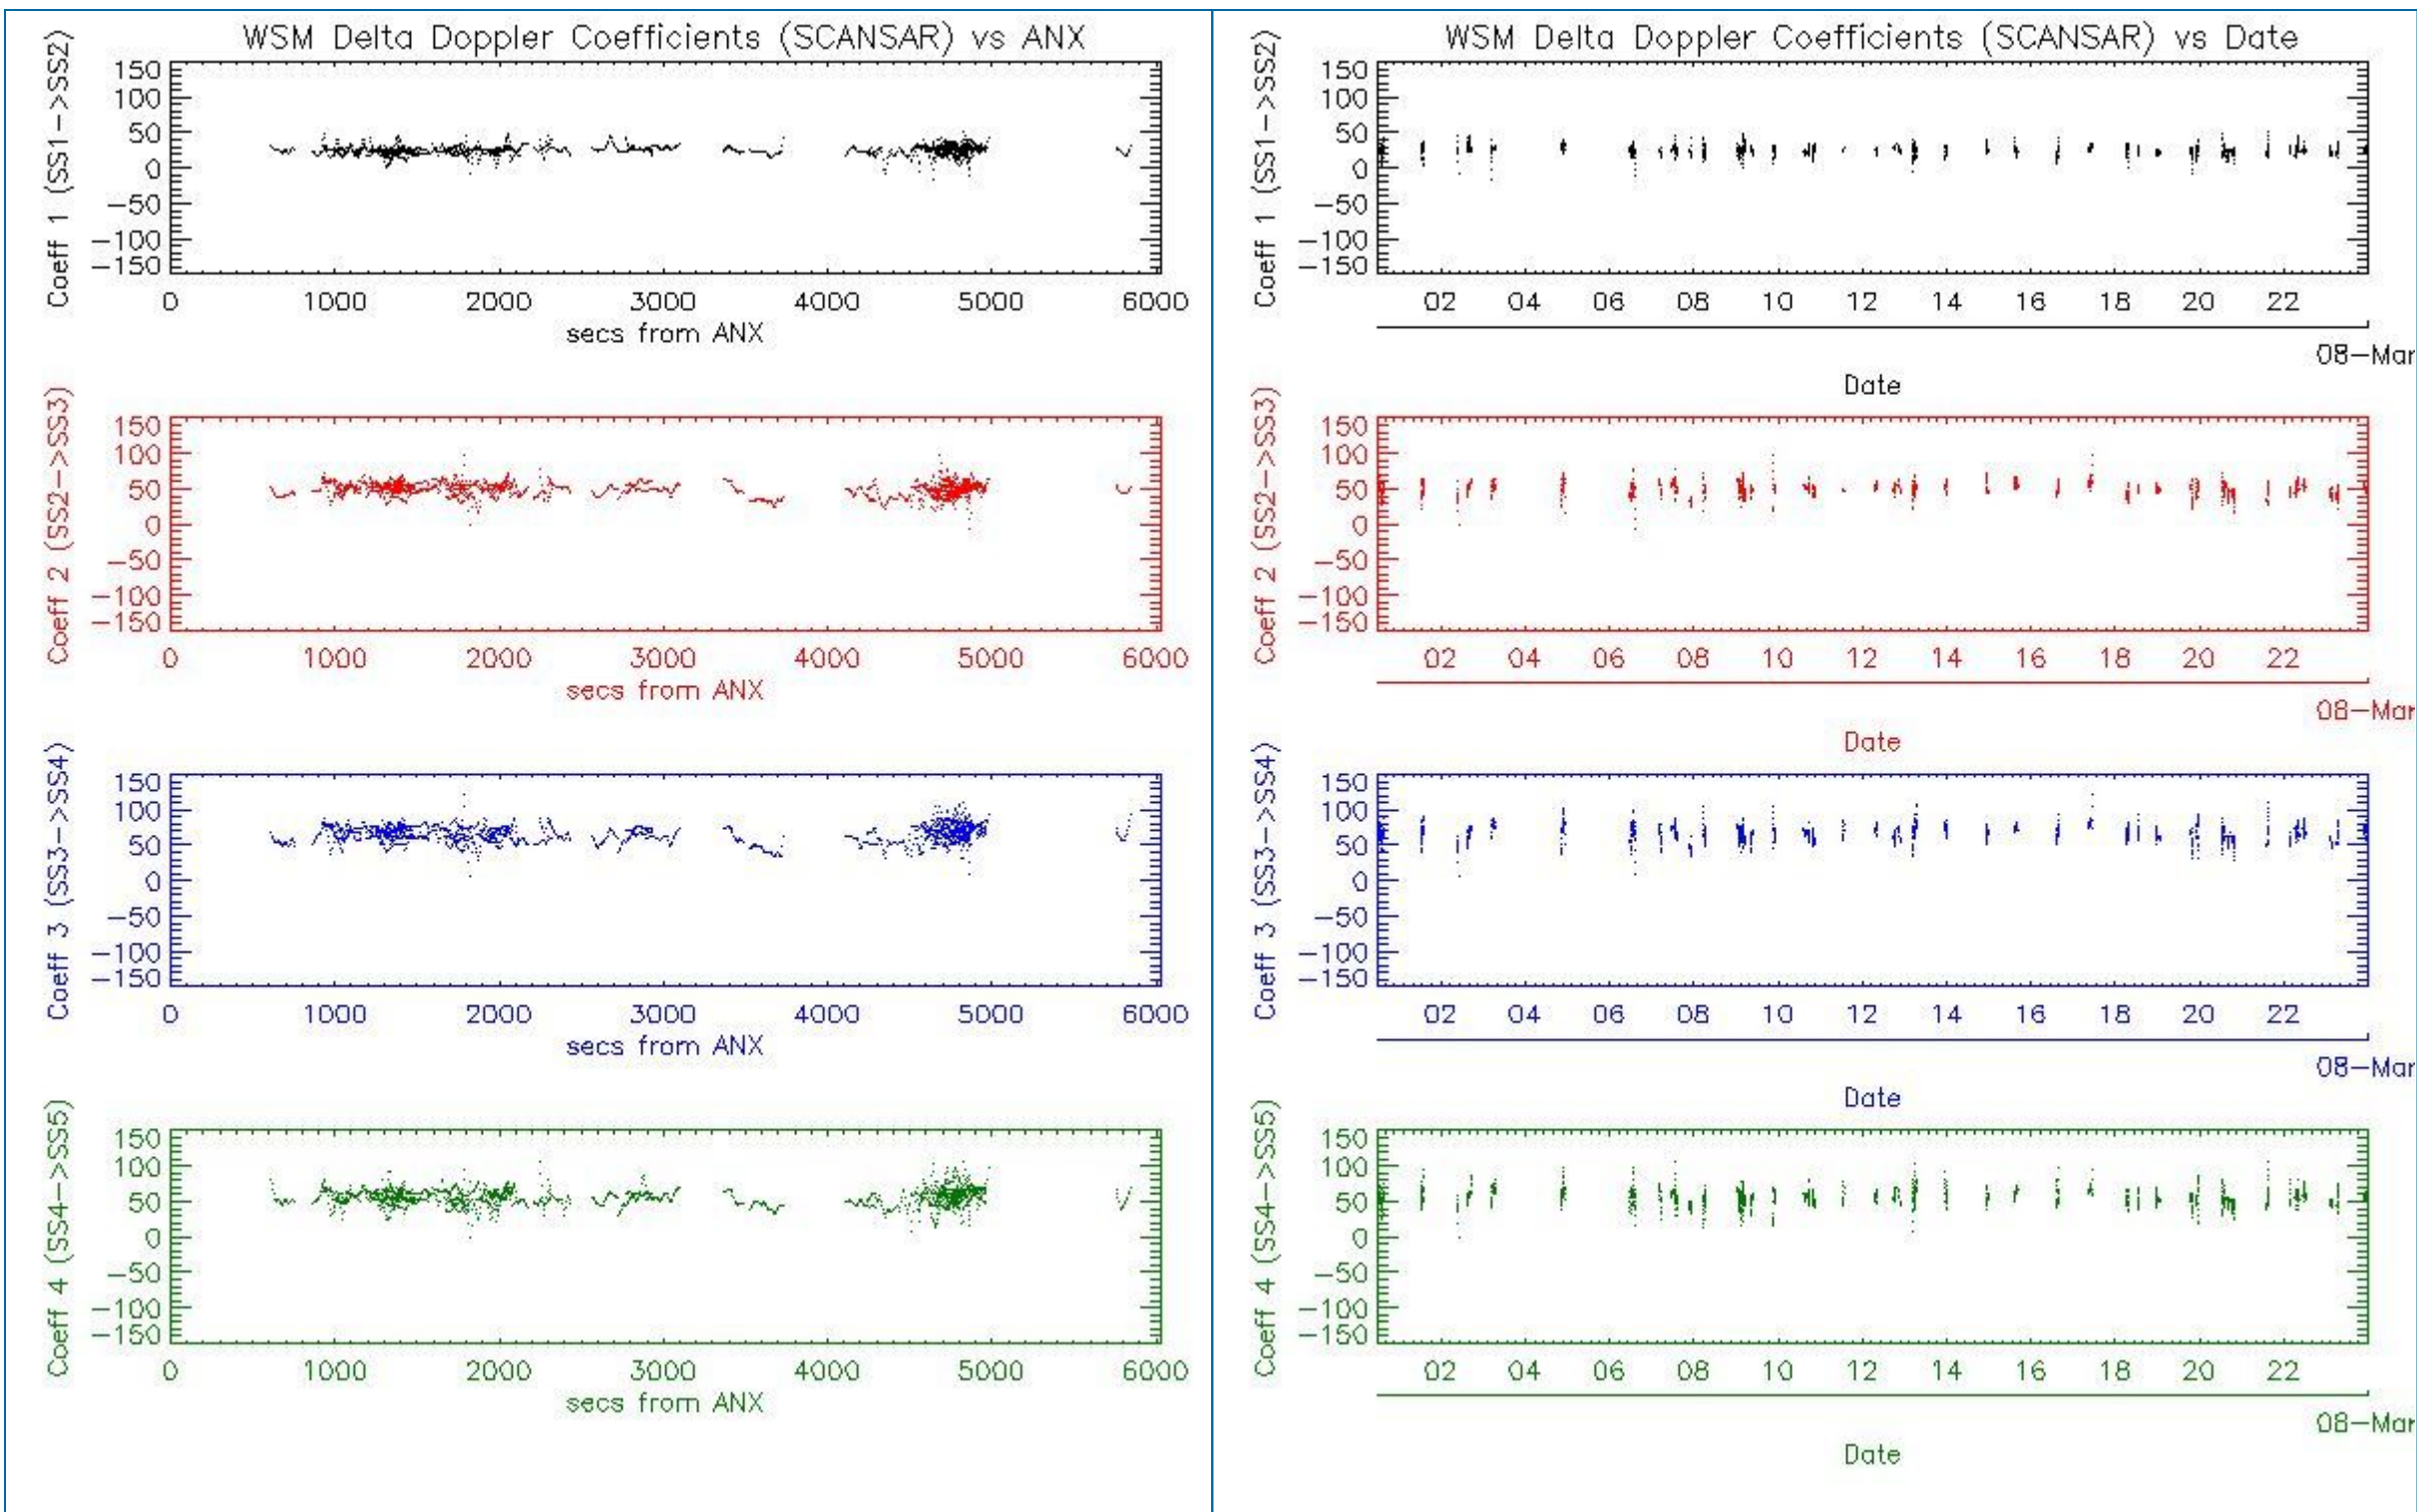 WSM Delta Doppler Coefficients (SCANSAR) vs ANX
Coeff 1 (SS1->SS2)
150
100
50
0
-50
-100
-150
0 1000 2000 3000 4000 5000 6000
secs from ANX
Coeff 2 (SS2->SS3)
150
100
50
0
-50
-100
-150
0 1000 2000 3000 4000 5000 6000
secs from ANX
Coeff 3 (SS3->SS4)
150
100
50
0
-50
-100
-150
0 1000 2000 3000 4000 5000 6000
secs from ANX
Coeff 4 (SS4->SS5)
150
100
50
0
-50
-100
-150
0 1000 2000 3000 4000 5000 6000
secs from ANX
WSM Delta Doppler Coefficients (SCANSAR) vs Date
Coeff 1 (SS1->SS2)
150
100
50
0
-50
-100
-150
02 04 06 08 10 12 14 16 18 20 22
08-Mar
Date
Coeff 2 (SS2->SS3)
150
100
50
0
-50
-100
-150
02 04 06 08 10 12 14 16 18 20 22
08-Mar
Date
Coeff 3 (SS3->SS4)
150
100
50
0
-50
-100
-150
02 04 06 08 10 12 14 16 18 20 22
08-Mar
Date
Coeff 4 (SS4->SS5)
150
100
50
0
-50
-100
-150
02 04 06 08 10 12 14 16 18 20 22
08-Mar
Date